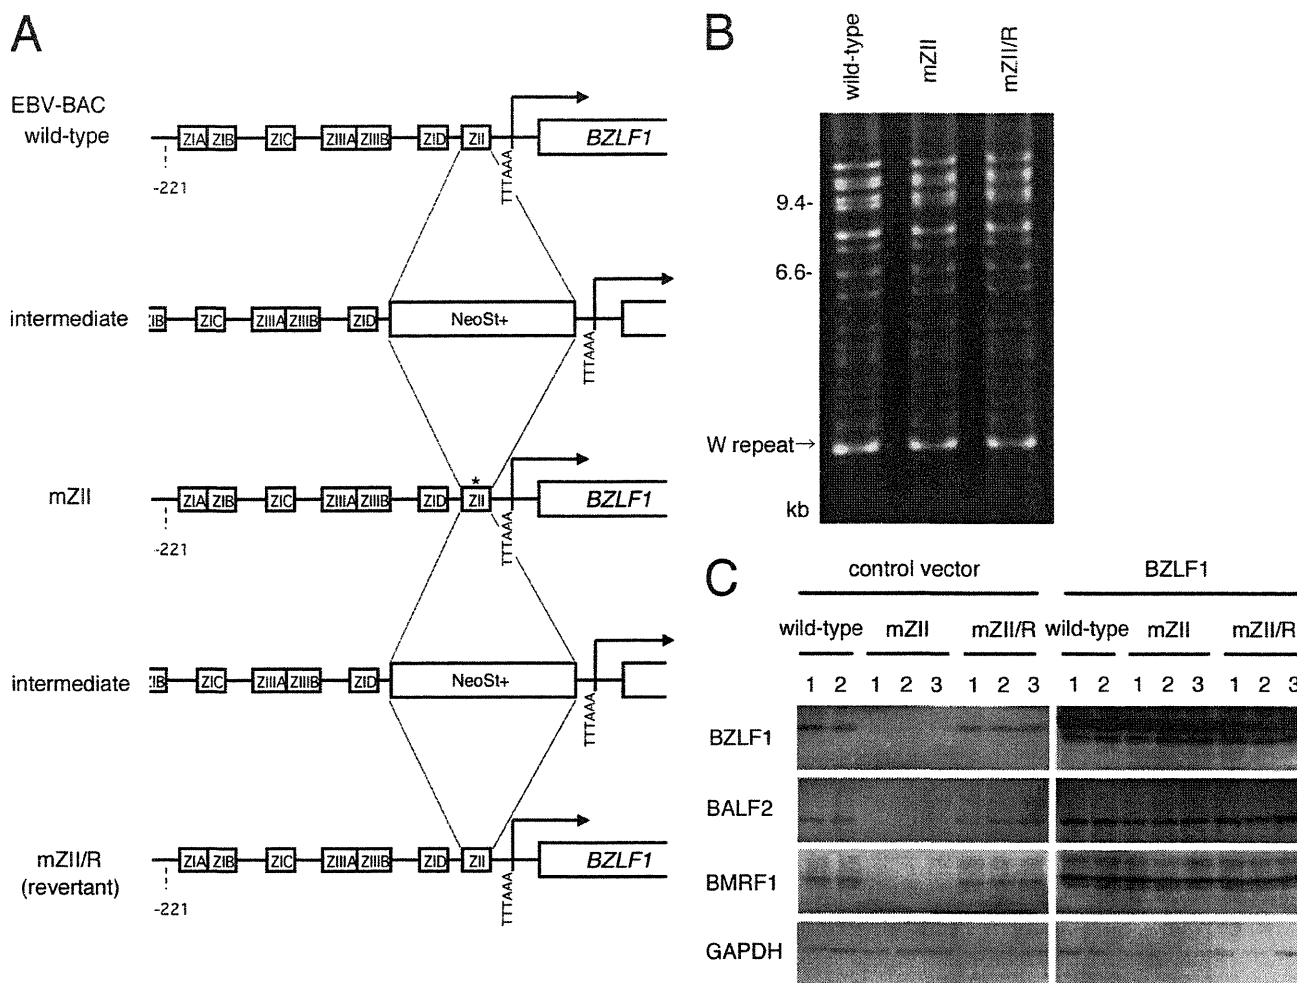 A
EBV-BAC
wild-type
ZIA ZIB ZIC ZIIIA ZIIIB ZID ZII BZLF1
-221
TTTAAA
intermediate
ZIB ZIC ZIIIA ZIIIB ZID NeoSt+
TTTAAA
mZII
*
ZIA ZIB ZIC ZIIIA ZIIIB ZID ZII BZLF1
-221
TTTAAA
intermediate
ZIB ZIC ZIIIA ZIIIB ZID NeoSt+
TTTAAA
mZII/R
(revertant)
ZIA ZIB ZIC ZIIIA ZIIIB ZID ZII BZLF1
-221
TTTAAA
B
wild-type mZII mZII/R
9.4-
6.6-
W repeat→
kb
C
control vector BZLF1
wild-type mZII mZII/R wild-type mZII mZII/R
1 2 1 2 3 1 2 3 1 2 1 2 3 1 2 3
BZLF1
BALF2
BMRF1
GAPDH